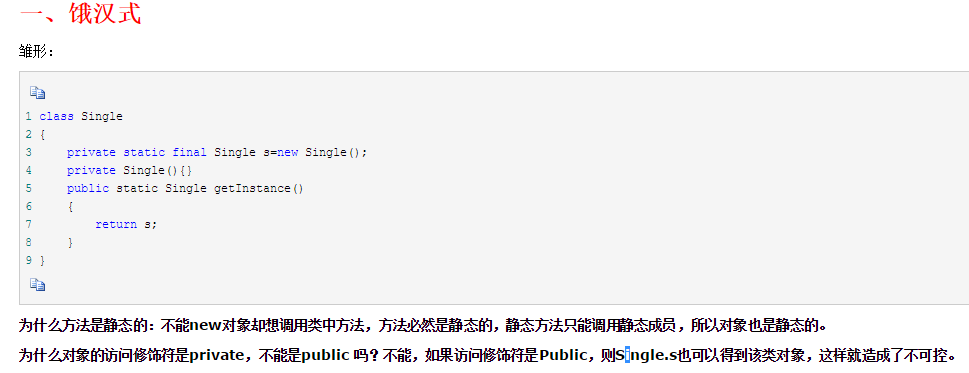 一、饿汉式
雏形：
1 class Single
2 {
3     private static final Single s=new Single();
4     private Single(){}
5     public static Single getInstance()
6     {
7         return s;
8     }
9 }
为什么方法是静态的：不能new对象却想调用类中方法，方法必然是静态的，静态方法只能调用静态成员，所以对象也是静态的。
为什么对象的访问修饰符是private，不能是public 吗？不能，如果访问修饰符是Public，则Single.s也可以得到该类对象，这样就造成了不可控。